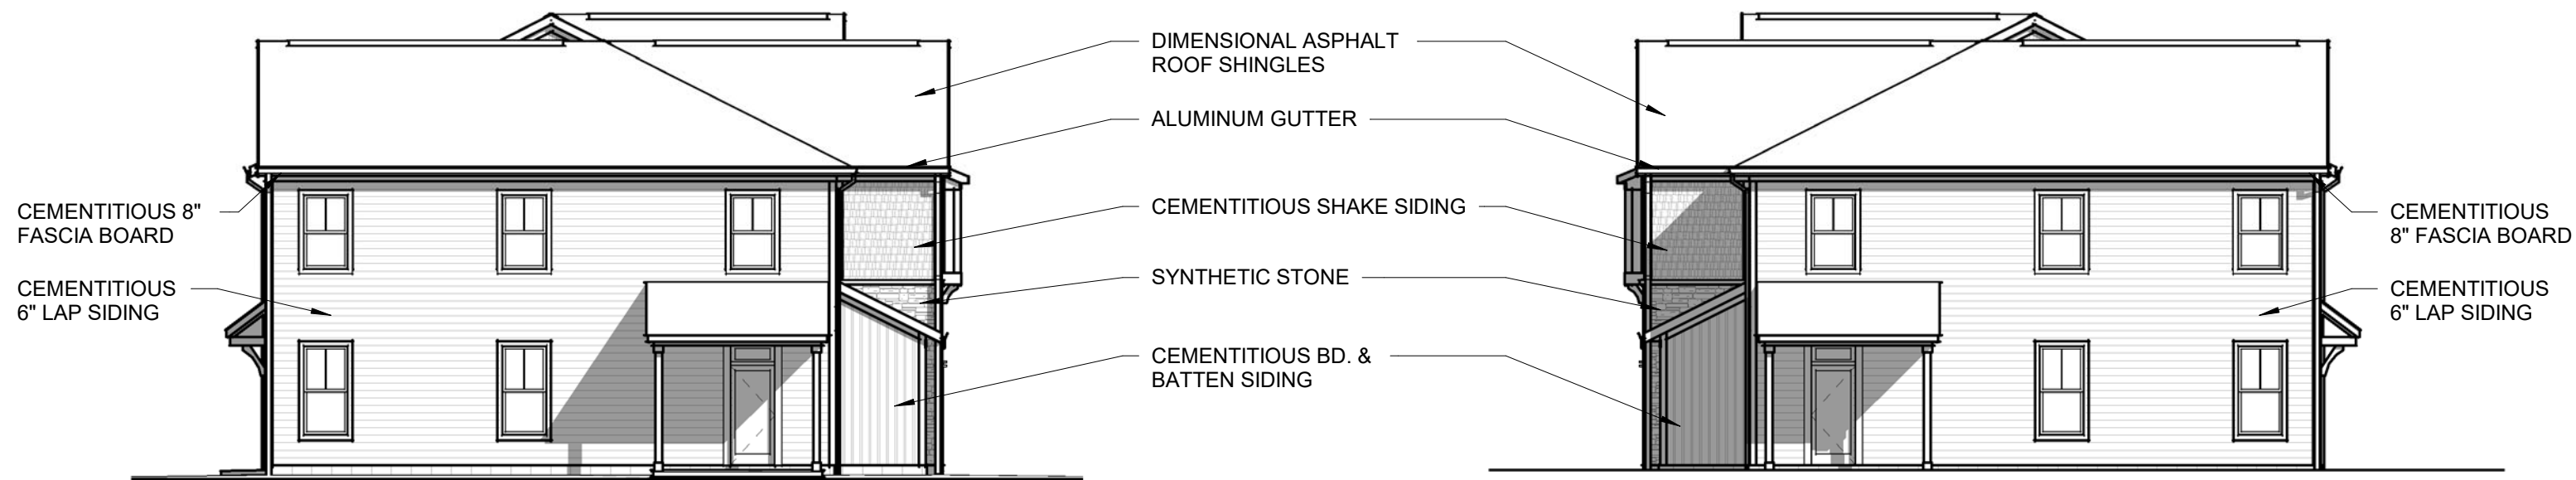 CEMENTITIOUS 8"
FASCIA BOARD
CEMENTITIOUS
6" LAP SIDING
DIMENSIONAL ASPHALT
ROOF SHINGLES
ALUMINUM GUTTER
CEMENTITIOUS SHAKE SIDING
SYNTHETIC STONE
CEMENTITIOUS BD. &
BATTEN SIDING
CEMENTITIOUS
8" FASCIA BOARD
CEMENTITIOUS
6" LAP SIDING